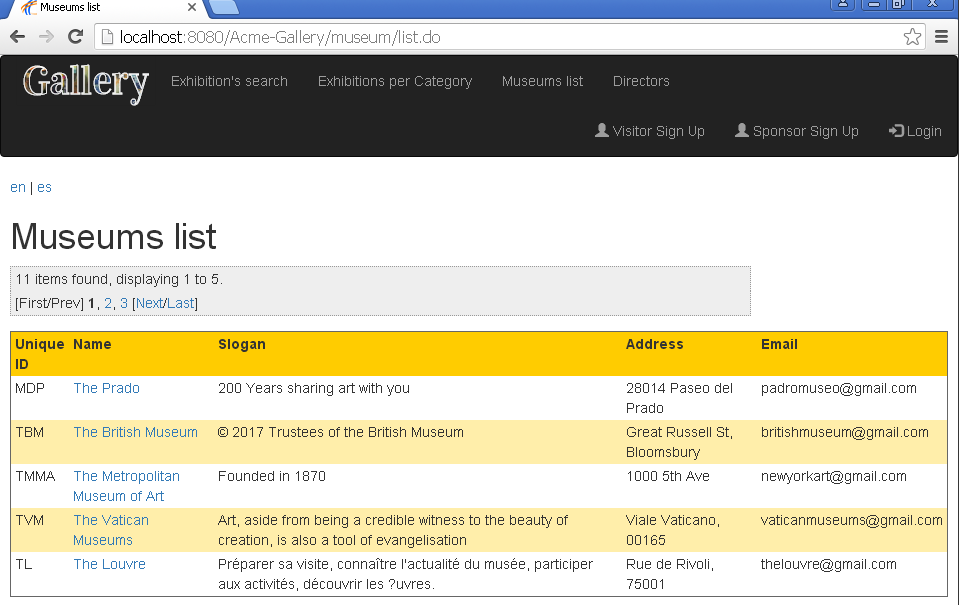 Museums list
localhost:8080/Acme-Gallery/museum/list.do
Gallery Exhibition's search Exhibitions per Category Museums list Directors
Visitor Sign Up Sponsor Sign Up Login
en | es
Museums list
11 items found, displaying 1 to 5.
[First/Prev] 1, 2, 3 [Next/Last]
Unique ID Name Slogan Address Email
MDP The Prado 200 Years sharing art with you 28014 Paseo del
Prado padromuseo@gmail.com
TBM The British Museum © 2017 Trustees of the British Museum Great Russell St,
Bloomsbury britishmuseum@gmail.com
TMMA The Metropolitan
Museum of Art Founded in 1870 1000 5th Ave newyorkart@gmail.com
TVM The Vatican
Museums Art, aside from being a credible witness to the beauty of
creation, is also a tool of evangelisation Viale Vaticano,
00165 vaticanmuseums@gmail.com
TL The Louvre Préparer sa visite, connaître l'actualité du musée, participer
aux activités, découvrir les ?uvres. Rue de Rivoli,
75001 thelouvre@gmail.com